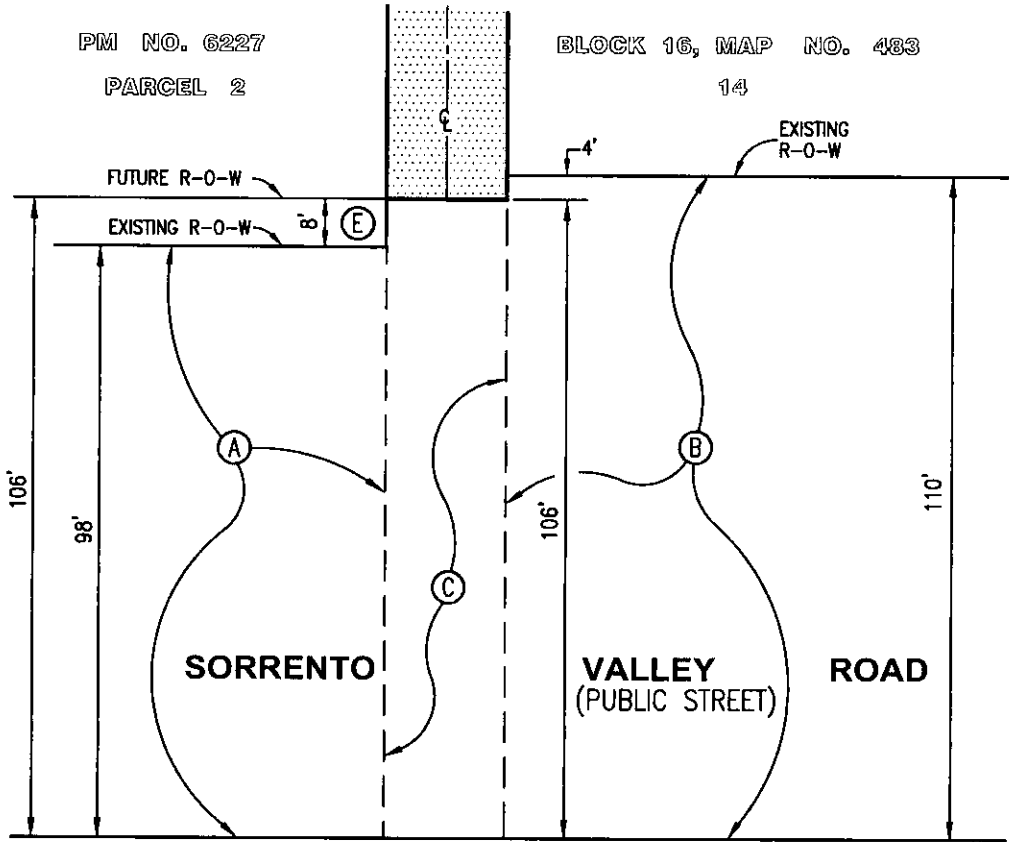 PM NO. 6227
PARCEL 2
BLOCK 16, MAP NO. 483
14
℄
EXISTING
R-O-W
4'
FUTURE R-O-W
8'
E
EXISTING R-O-W
A
B
106'
98'
106'
110'
C
SORRENTO VALLEY ROAD
(PUBLIC STREET)